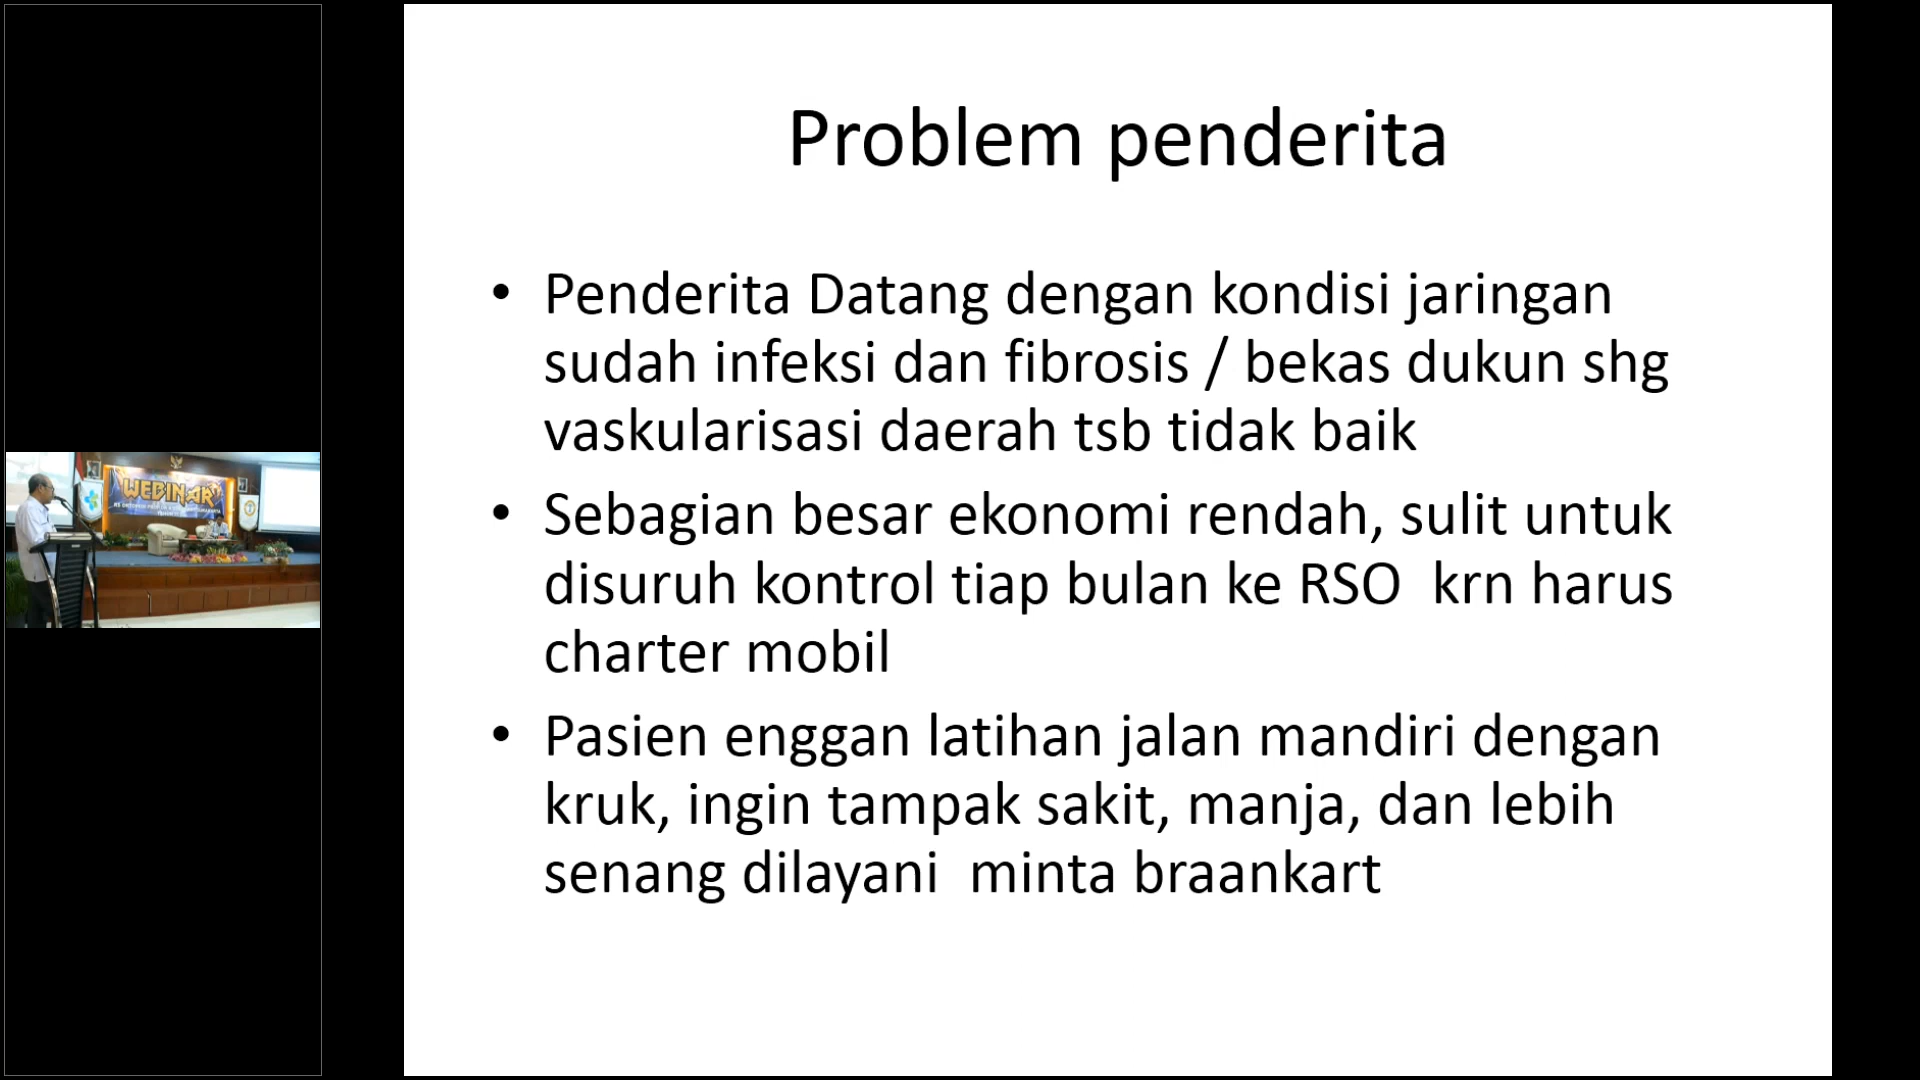 WEBINAR
Problem penderita
• Penderita Datang dengan kondisi jaringan
sudah infeksi dan fibrosis / bekas dukun shg
vaskularisasi daerah tsb tidak baik
• Sebagian besar ekonomi rendah, sulit untuk
disuruh kontrol tiap bulan ke RSO  krn harus
charter mobil
• Pasien enggan latihan jalan mandiri dengan
kruk, ingin tampak sakit, manja, dan lebih
senang dilayani  minta braankart